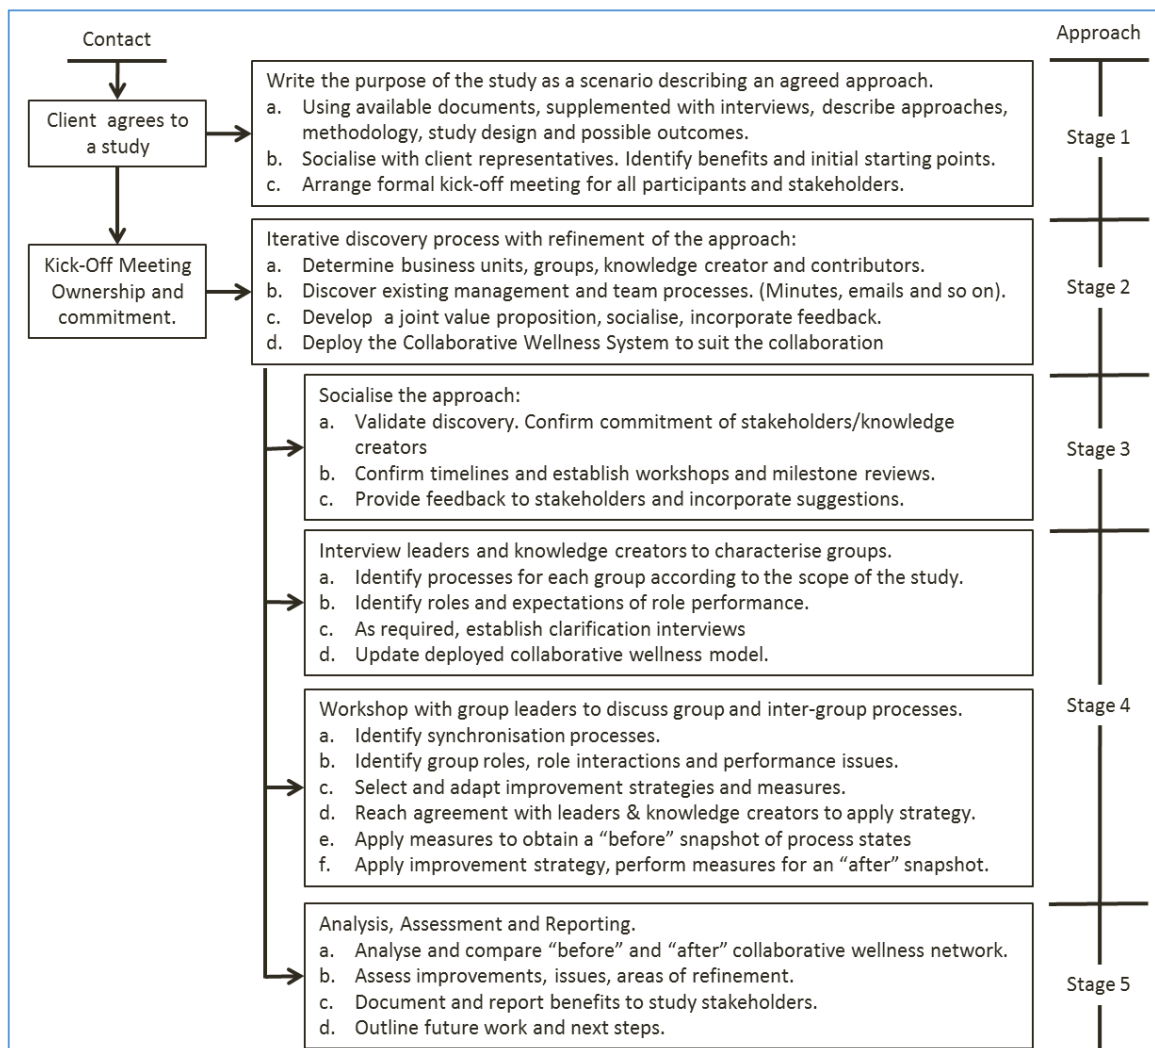 Contact
Approach
Client  agrees to
a study
Write the purpose of the study as a scenario describing an agreed approach.
a. Using available documents, supplemented with interviews, describe approaches,
methodology, study design and possible outcomes.
b. Socialise with client representatives. Identify benefits and initial starting points.
c. Arrange formal kick-off meeting for all participants and stakeholders.
Stage 1
Kick-Off Meeting
Ownership and
commitment.
Iterative discovery process with refinement of the approach:
a. Determine business units, groups, knowledge creator and contributors.
b. Discover existing management and team processes. (Minutes, emails and so on).
c. Develop  a joint value proposition, socialise, incorporate feedback.
d. Deploy the Collaborative Wellness System to suit the collaboration
Stage 2
Socialise the approach:
a. Validate discovery. Confirm commitment of stakeholders/knowledge
creators
b. Confirm timelines and establish workshops and milestone reviews.
c. Provide feedback to stakeholders and incorporate suggestions.
Stage 3
Interview leaders and knowledge creators to characterise groups.
a. Identify processes for each group according to the scope of the study.
b. Identify roles and expectations of role performance.
c. As required, establish clarification interviews
d. Update deployed collaborative wellness model.
Workshop with group leaders to discuss group and inter-group processes.
a. Identify synchronisation processes.
b. Identify group roles, role interactions and performance issues.
c. Select and adapt improvement strategies and measures.
d. Reach agreement with leaders & knowledge creators to apply strategy.
e. Apply measures to obtain a “before” snapshot of process states
f. Apply improvement strategy, perform measures for an “after” snapshot.
Stage 4
Analysis, Assessment and Reporting.
a. Analyse and compare “before” and “after” collaborative wellness network.
b. Assess improvements, issues, areas of refinement.
c. Document and report benefits to study stakeholders.
d. Outline future work and next steps.
Stage 5